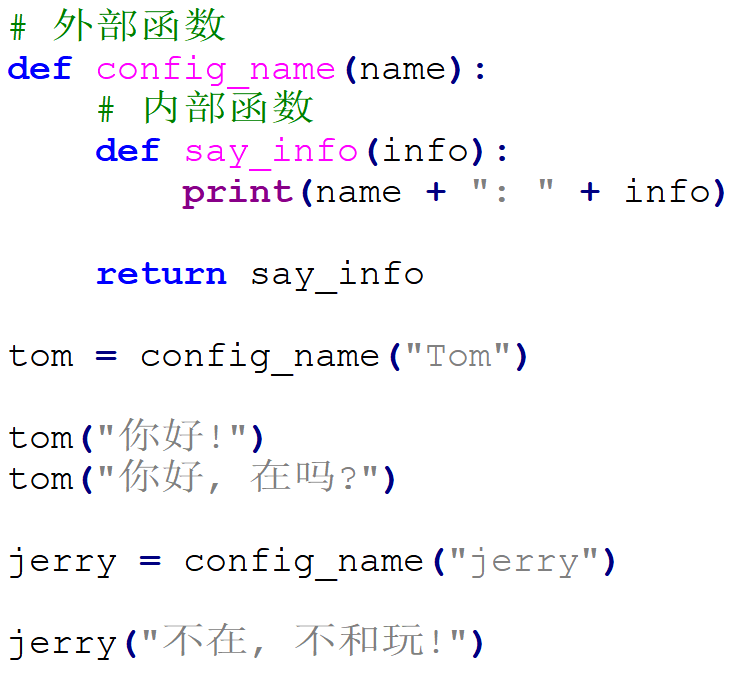 # 外部函数
def config_name(name):
    # 内部函数
    def say_info(info):
        print(name + ": " + info)
    return say_info
tom = config_name("Tom")
tom("你好!")
tom("你好, 在吗?")
jerry = config_name("jerry")
jerry("不在, 不和玩!")